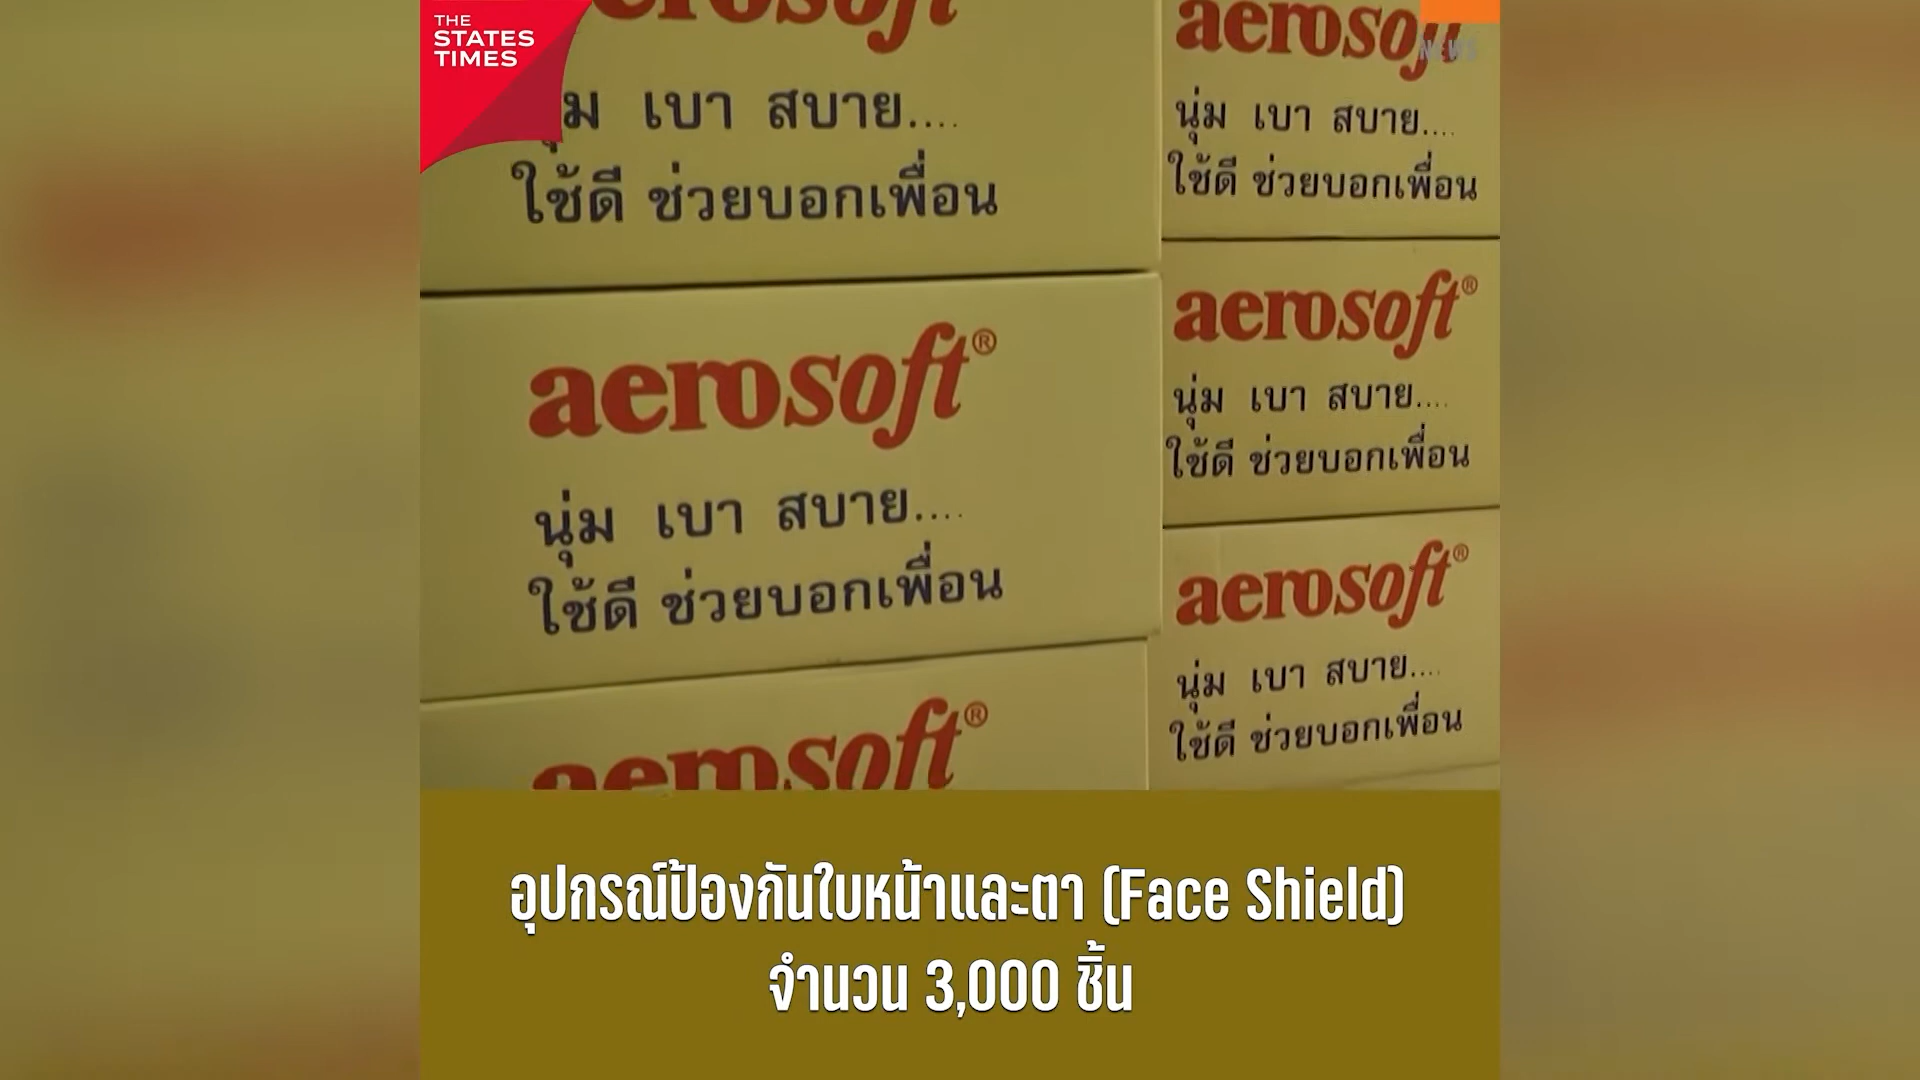 THE
STATES
TIMES
NEWS
aerosoft
เบา สบาย....
ใช้ดี ช่วยบอกเพื่อน
aerosoft®
นุ่ม เบา สบาย....
ใช้ดี ช่วยบอกเพื่อน
aerosoft®
aerosoft
นุ่ม เบา สบาย....
ใช้ดี ช่วยบอกเพื่อน
aerosoft®
นุ่ม เบา สบาย....
ใช้ดี ช่วยบอกเพื่อน
aerosoft®
นุ่ม เบา สบาย....
ใช้ดี ช่วยบอกเพื่อน
อุปกรณ์ป้องกันใบหน้าและตา (Face Shield)
จำนวน 3,000 ชิ้น